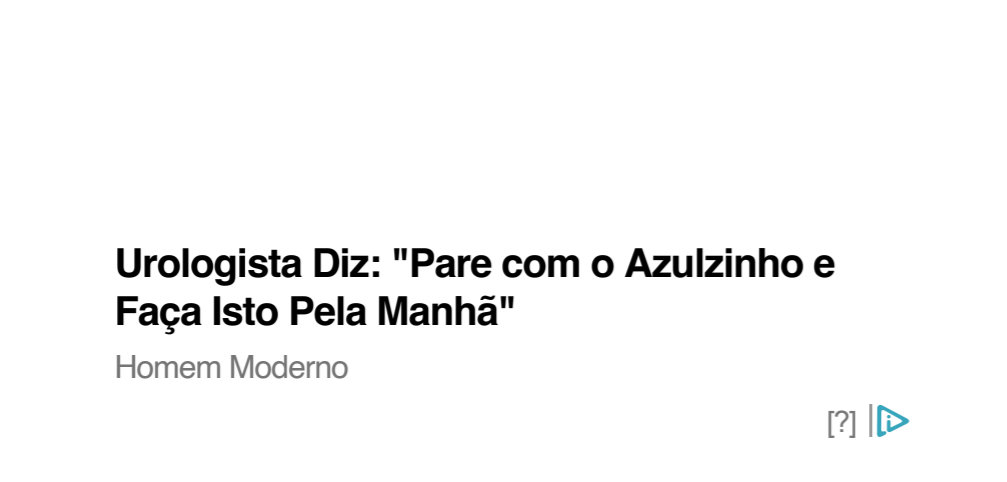 Urologista Diz: "Pare com o Azulzinho e
Faça Isto Pela Manhã"
Homem Moderno
[?]